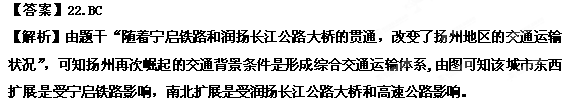 【答案】22.BC
【解析】由题干“随着宁启铁路和润扬长江公路大桥的贯通，改变了扬州地区的交通运输
状况”，可知扬州再次崛起的交通背景条件是形成综合交通运输体系,由图可知该城市东西
扩展是受宁启铁路影响，南北扩展是受润扬长江公路大桥和高速公路影响。